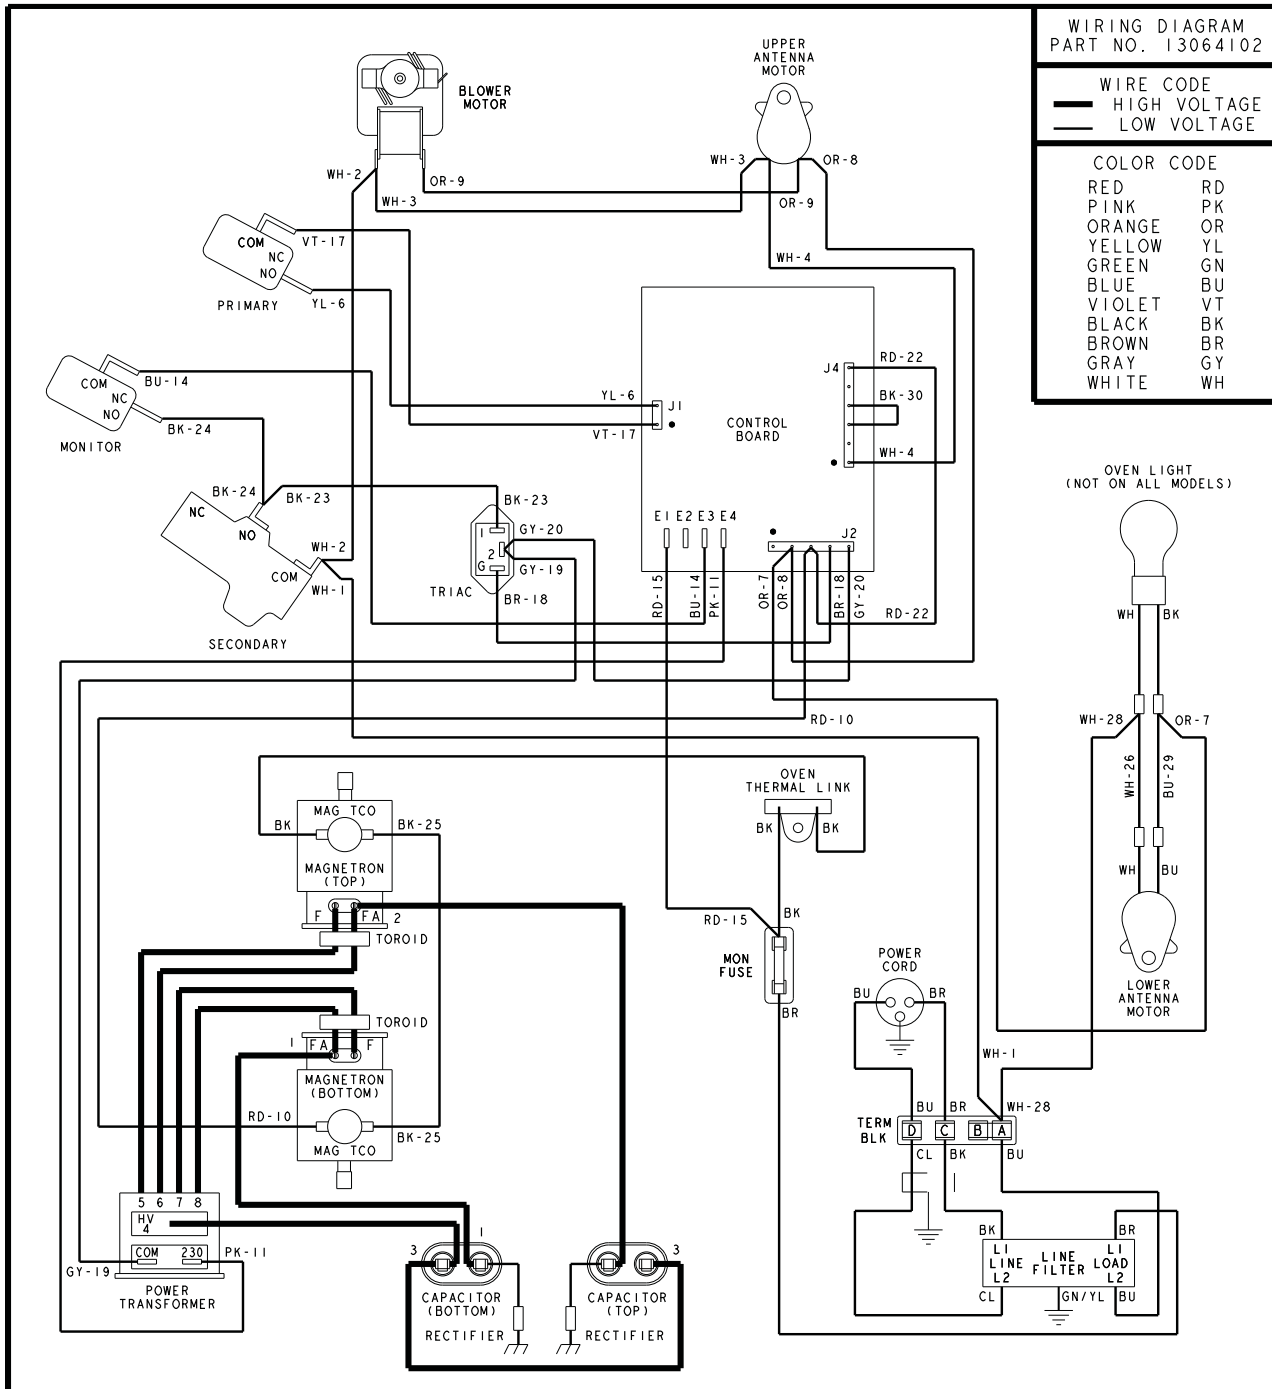 WIRING DIAGRAM
PART NO. 13064102
WIRE CODE
HIGH VOLTAGE
LOW VOLTAGE
COLOR CODE
RED RD
PINK PK
ORANGE OR
YELLOW YL
GREEN GN
BLUE BU
VIOLET VT
BLACK BK
BROWN BR
GRAY GY
WHITE WH
UPPER
ANTENNA
MOTOR
BLOWER
MOTOR
WH-2
OR-9
WH-3
WH-3
OR-8
OR-9
WH-4
COM
NC
NO
VT-17
YL-6
PRIMARY
COM
NC
NO
BU-14
BK-24
MONITOR
YL-6
VT-17
J1
J4
CONTROL
BOARD
RD-22
BK-30
WH-4
E1 E2 E3 E4
J2
RD-15
BU-14
PK-11
OR-7
OR-8
BR-18
GY-20
RD-22
BK-24
BK-23
NC
NO
COM
WH-2
WH-1
SECONDARY
BK-23
1
2
G
GY-20
GY-19
TRIAC
BR-18
OVEN LIGHT
(NOT ON ALL MODELS)
WH BK
WH-28
OR-7
WH-26
BU-29
WH BU
LOWER
ANTENNA
MOTOR
RD-10
OVEN
THERMAL LINK
BK BK
MAG TCO
BK
BK-25
MAGNETRON
(TOP)
F FA 2
TOROID
TOROID
1 FA F
MAGNETRON
(BOTTOM)
RD-10
BK-25
MAG TCO
RD-15
BK
MON
FUSE
BR
POWER
CORD
BU BR
WH-1
BU BR WH-28
TERM
BLK
D C B A
CL BK BU
BK BR
L1 L1
LINE LINE LOAD
FILTER
L2 L2
CL GN/YL BU
5 6 7 8
HV
4
COM 230
PK-11
GY-19
POWER
TRANSFORMER
3 1
CAPACITOR
(BOTTOM)
RECTIFIER
3
CAPACITOR
(TOP)
RECTIFIER